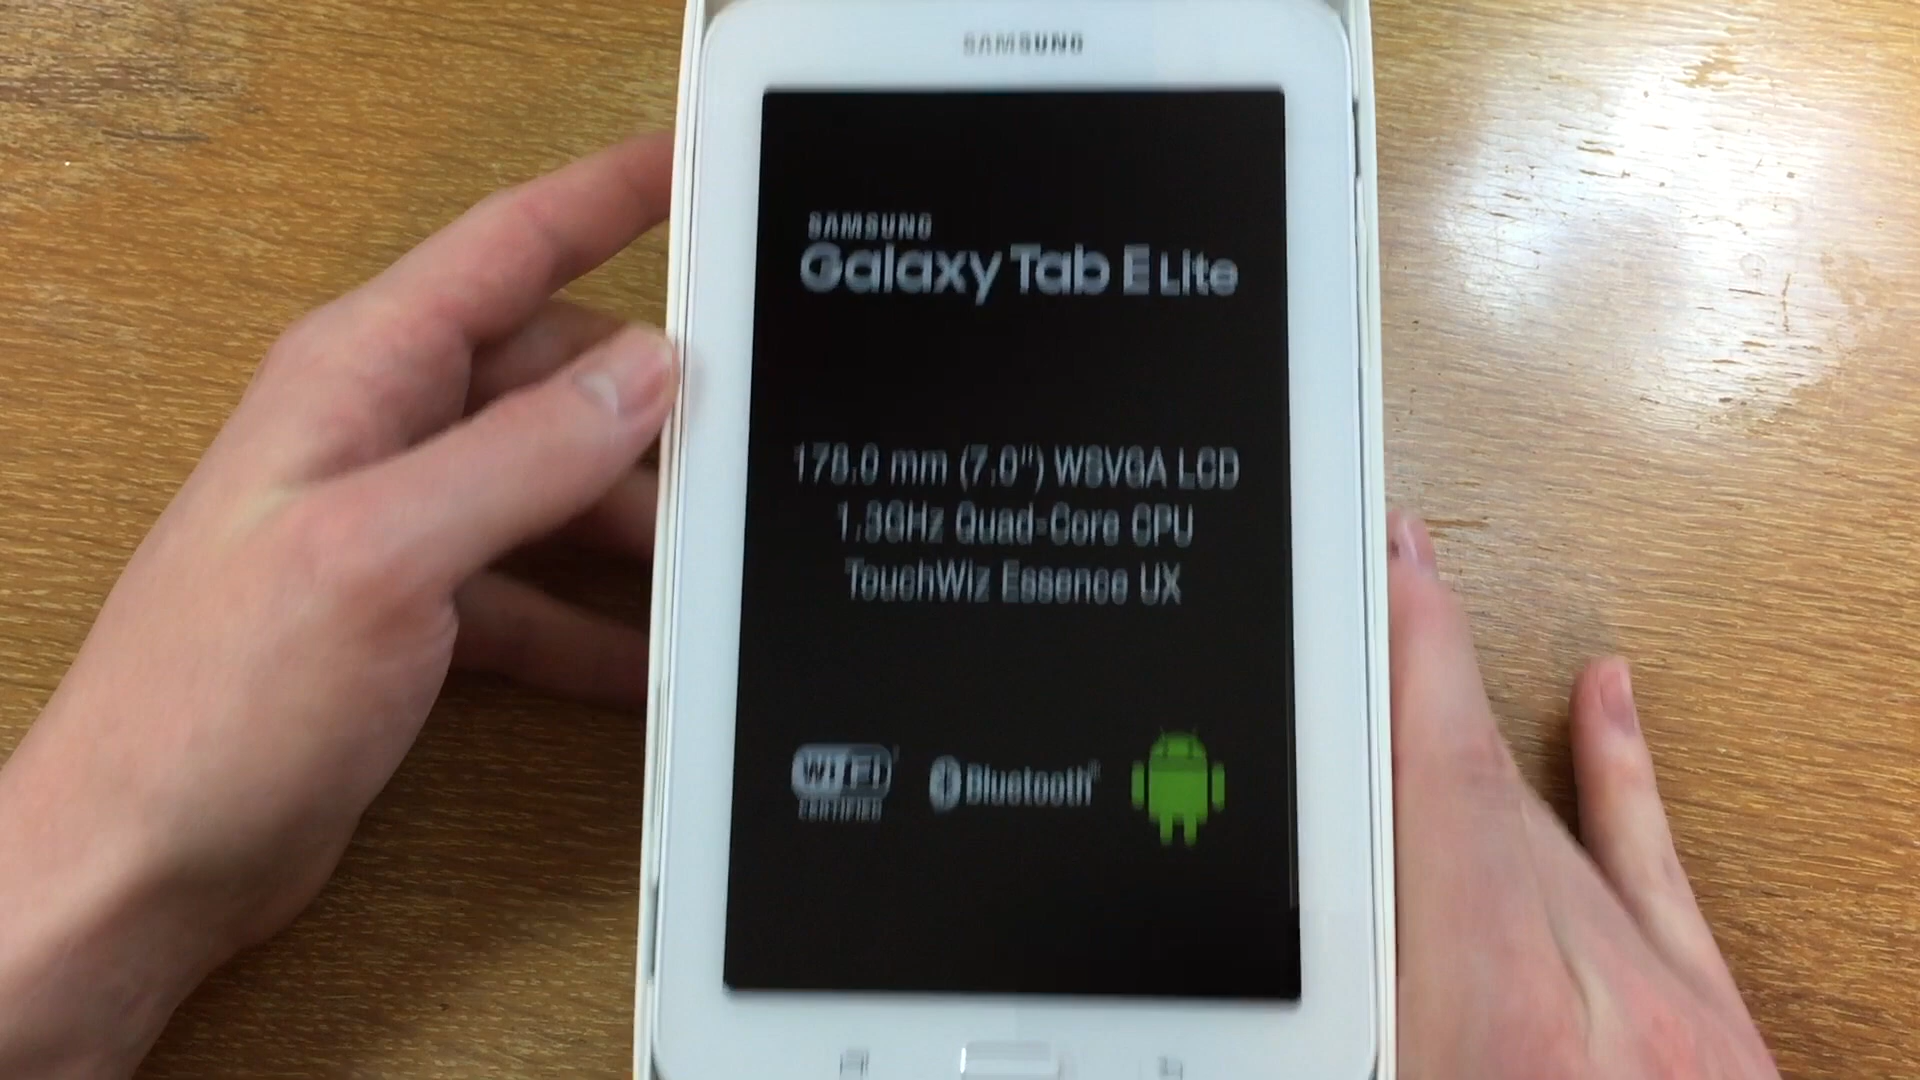 SAMSUNG
SAMSUNG
Galaxy Tab E Lite
178.0 mm (7.0") WSVGA LCD
1.3GHz Quad-Core CPU
TouchWiz Essence UX
Wi Fi
CERTIFIED
Bluetooth®